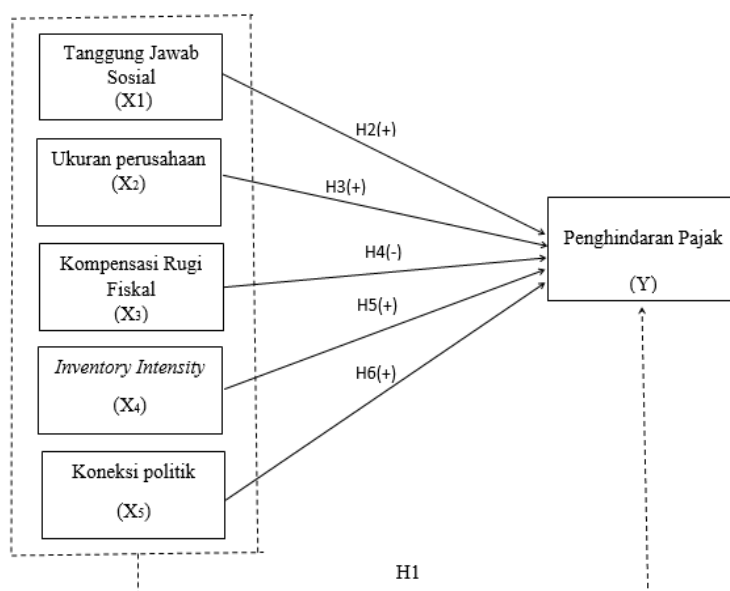 Tanggung Jawab
Sosial
(X1)
H2(+)
Ukuran perusahaan
(X2)
H3(+)
Kompensasi Rugi
Fiskal
(X3)
H4(-)
Inventory Intensity
(X4)
H5(+)
Koneksi politik
(X5)
H6(+)
Penghindaran Pajak
(Y)
H1